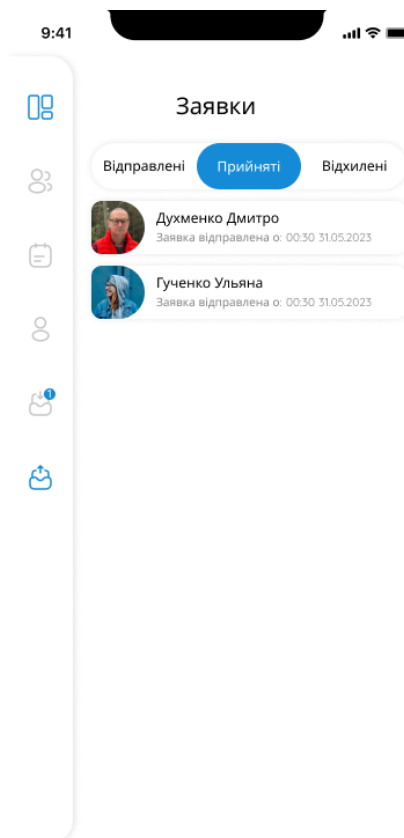 9:41
Заявки
Відправлені Прийняті Відхилені
Духменко Дмитро
Заявка відправлена о: 00:30 31.05.2023
Гученко Ульяна
Заявка відправлена о: 00:30 31.05.2023
1